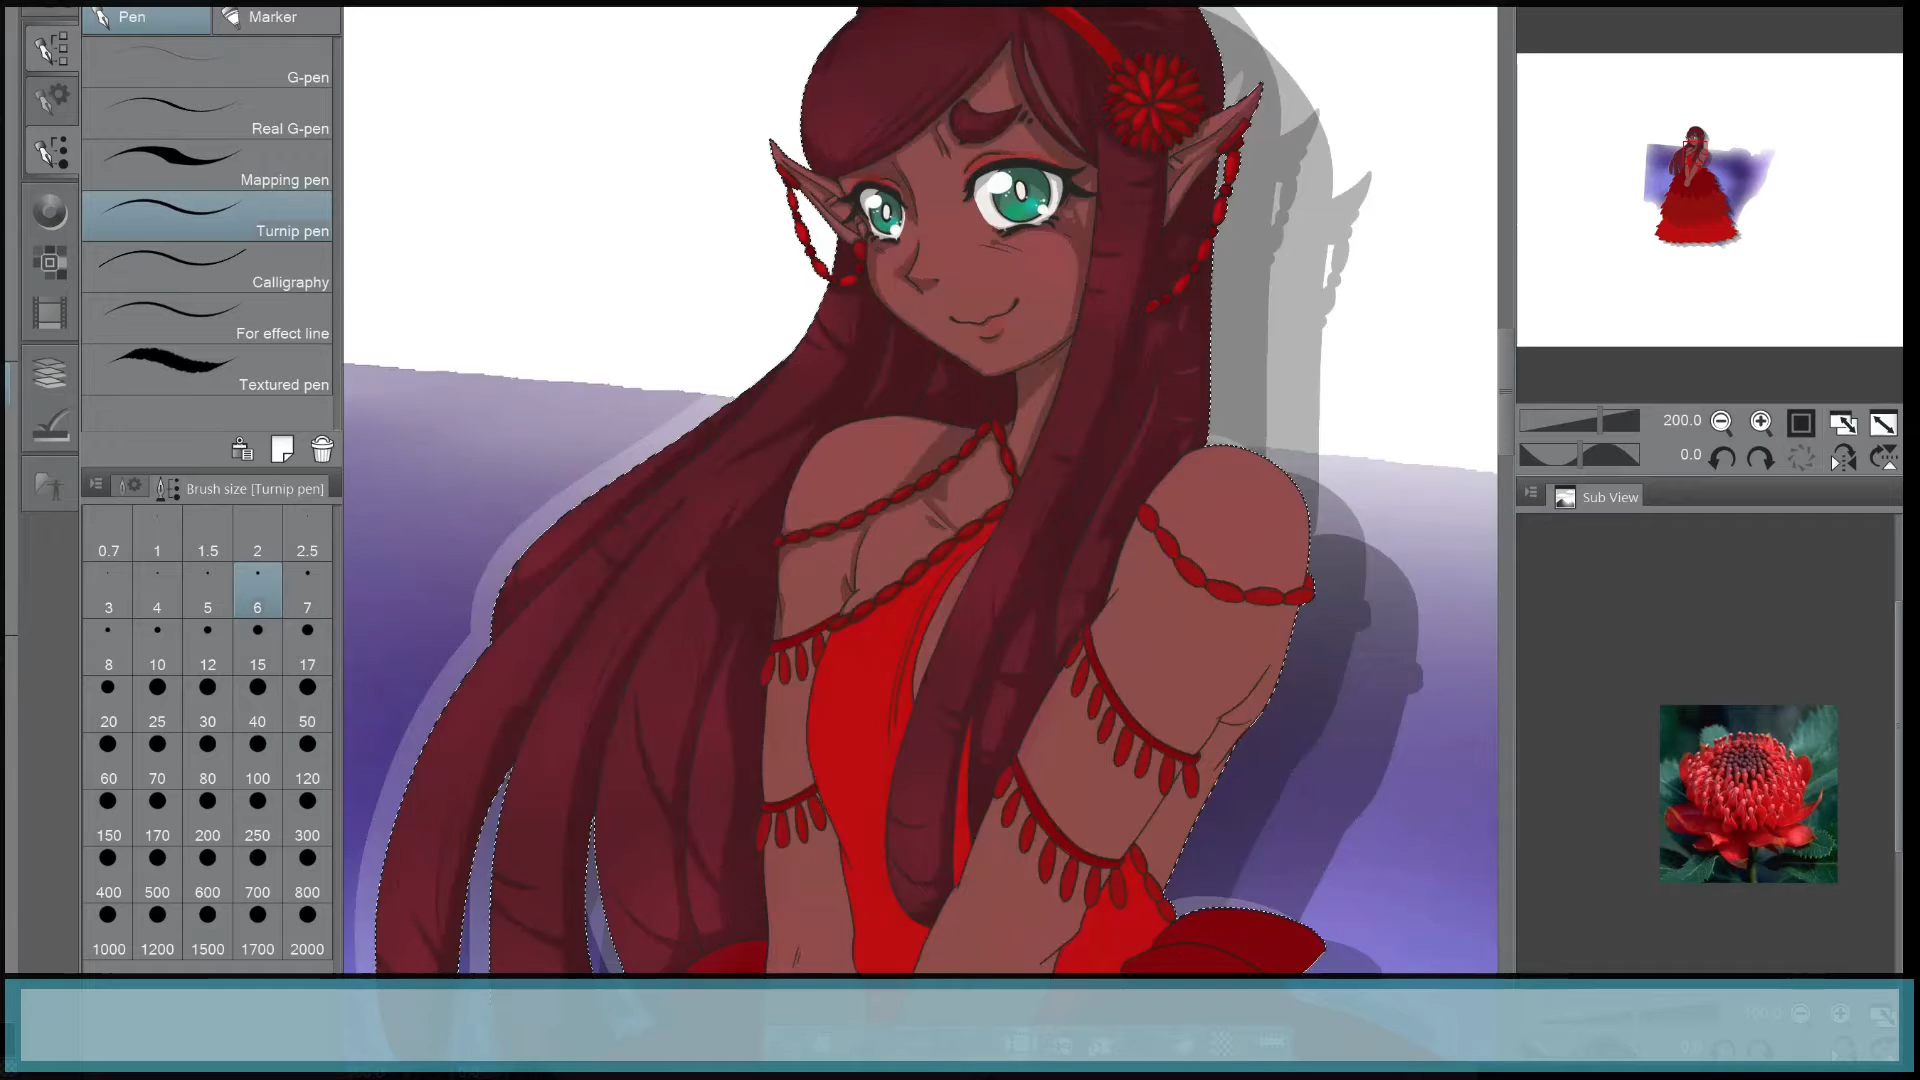 Pen
Marker
G-pen
Real G-pen
Mapping pen
Turnip pen
Calligraphy
For effect line
Textured pen
Brush size [Turnip pen]
0.7 1 1.5 2 2.5
3 4 5 6 7
8 10 12 15 17
20 25 30 40 50
60 70 80 100 120
150 170 200 250 300
400 500 600 700 800
1000 1200 1500 1700 2000
200.0
0.0
Sub View